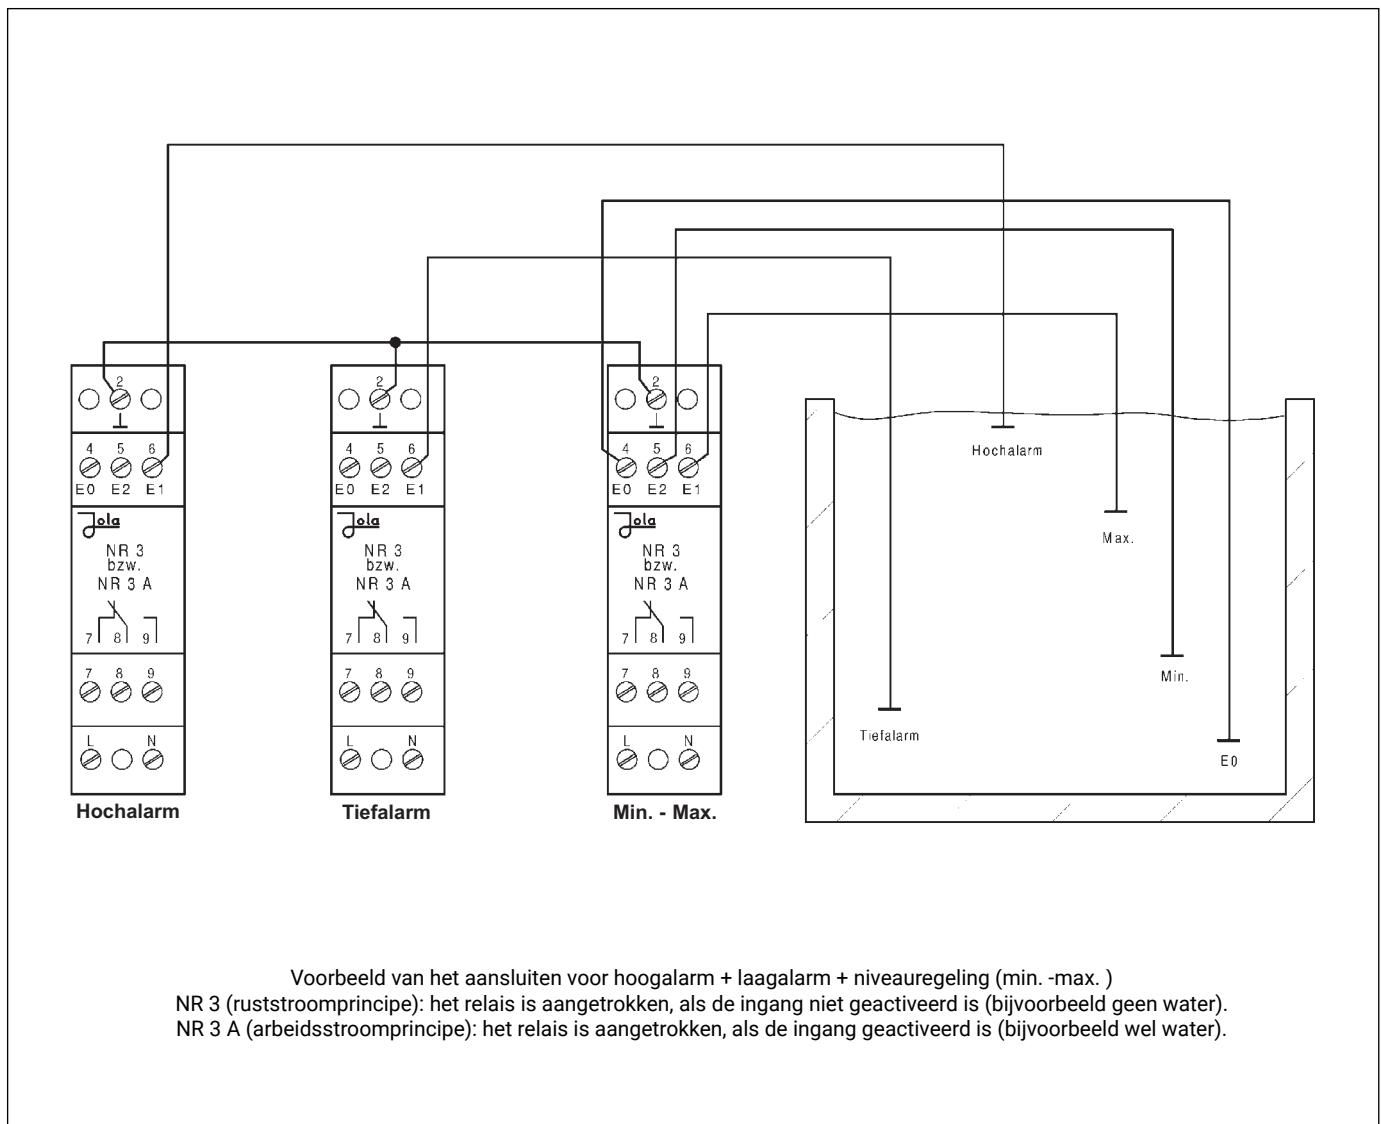 2 2 2
4 5 6 4 5 6 4 5 6
E0 E2 E1 E0 E2 E1 E0 E2 E1
Hochalarm
Jola Jola Jola
NR 3 NR 3 NR 3
bzw. bzw. bzw.
NR 3 A NR 3 A NR 3 A
Max.
7 8 9 7 8 9 7 8 9
7 8 9 7 8 9 7 8 9
Min.
Tiefalarm
L N L N L N
E0
Hochalarm Tiefalarm Min. - Max.
Voorbeeld van het aansluiten voor hoogalarm + laagalarm + niveauregeling (min. -max. )
NR 3 (ruststroomprincipe): het relais is aangetrokken, als de ingang niet geactiveerd is (bijvoorbeeld geen water).
NR 3 A (arbeidsstroomprincipe): het relais is aangetrokken, als de ingang geactiveerd is (bijvoorbeeld wel water).